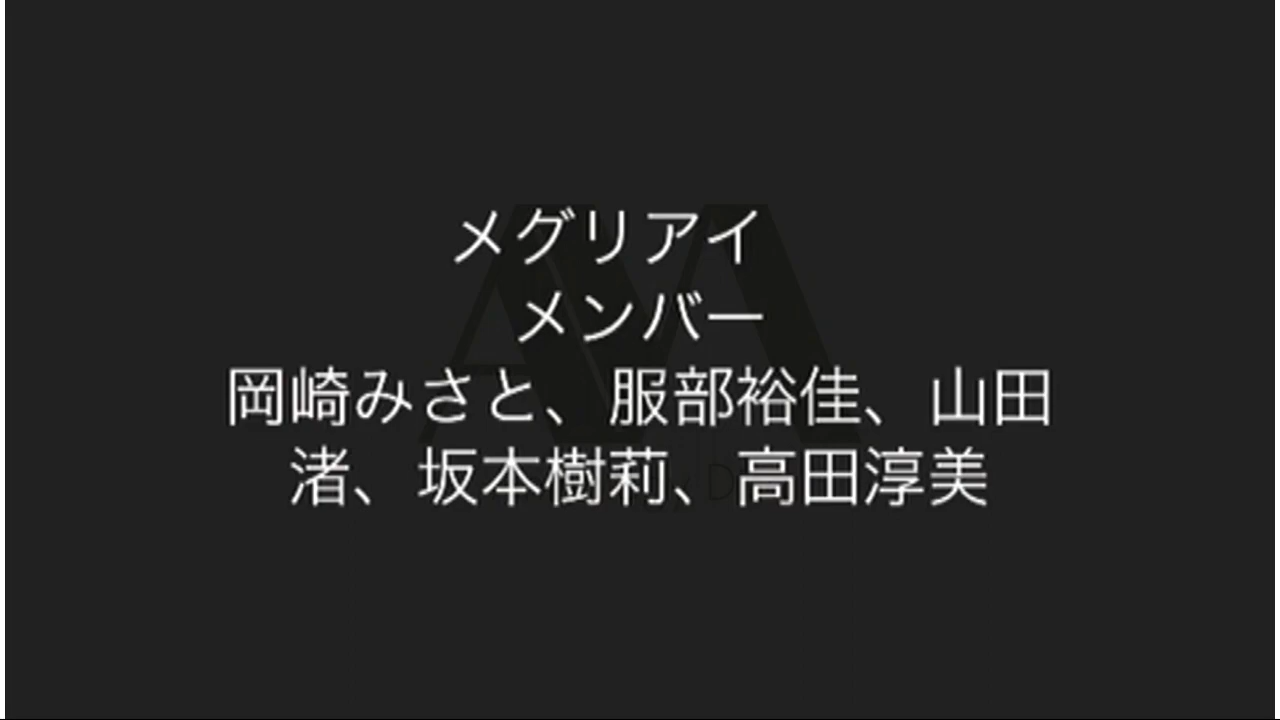 メグリアイ
メンバー
岡崎みさと、服部裕佳、山田
渚、坂本樹莉、高田淳美